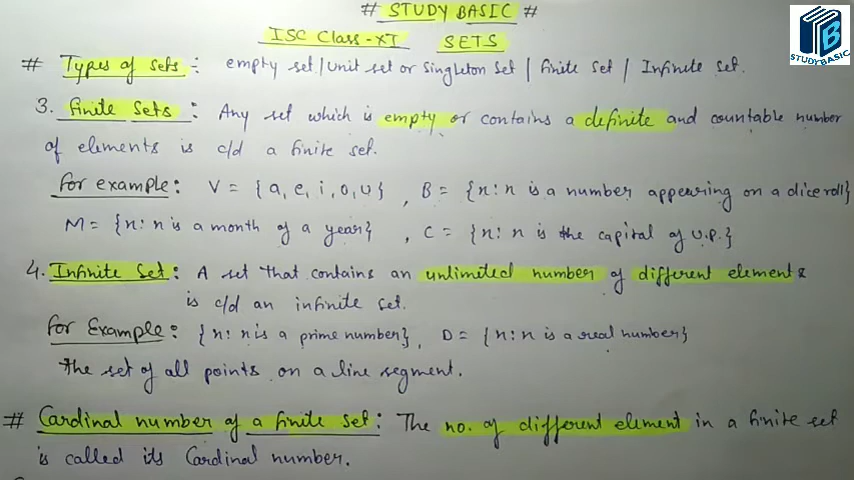 # STUDY BASIC #
ISC Class-XI SETS
STUDYBASIC
# Types of sets: empty set / Unit set or Singleton Set / finite set / Infinite set.
3. Finite Sets: Any set which is empty or contains a definite and countable number
of elements is c/d a finite set.
for example: V = {a, e, i, o, u}, B = {n: n is a number appearing on a dice roll}
M = {n: n is a month of a year}, C = {n: n is the capital of U.P.}
4. Infinite Set: A set that contains an unlimited number of different elements
is c/d an infinite set.
for Example: {n: n is a prime number}, D = {n: n is a real number}
The set of all points on a line segment.
# Cardinal number of a finite set: The no. of different element in a finite set
is called its Cardinal number.